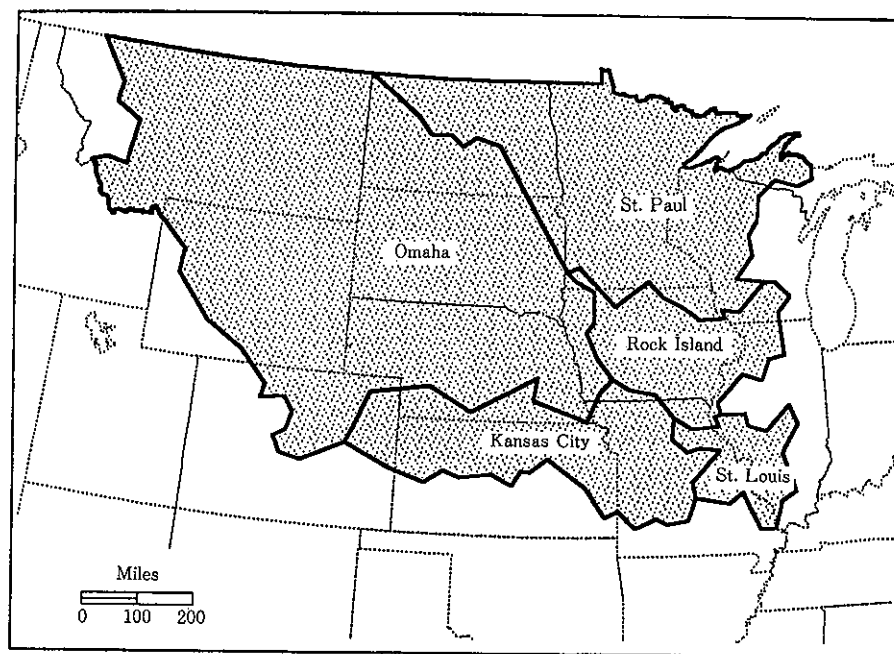 St. Paul
Omaha
Rock Island
Kansas City
St. Louis
Miles
0 100 200